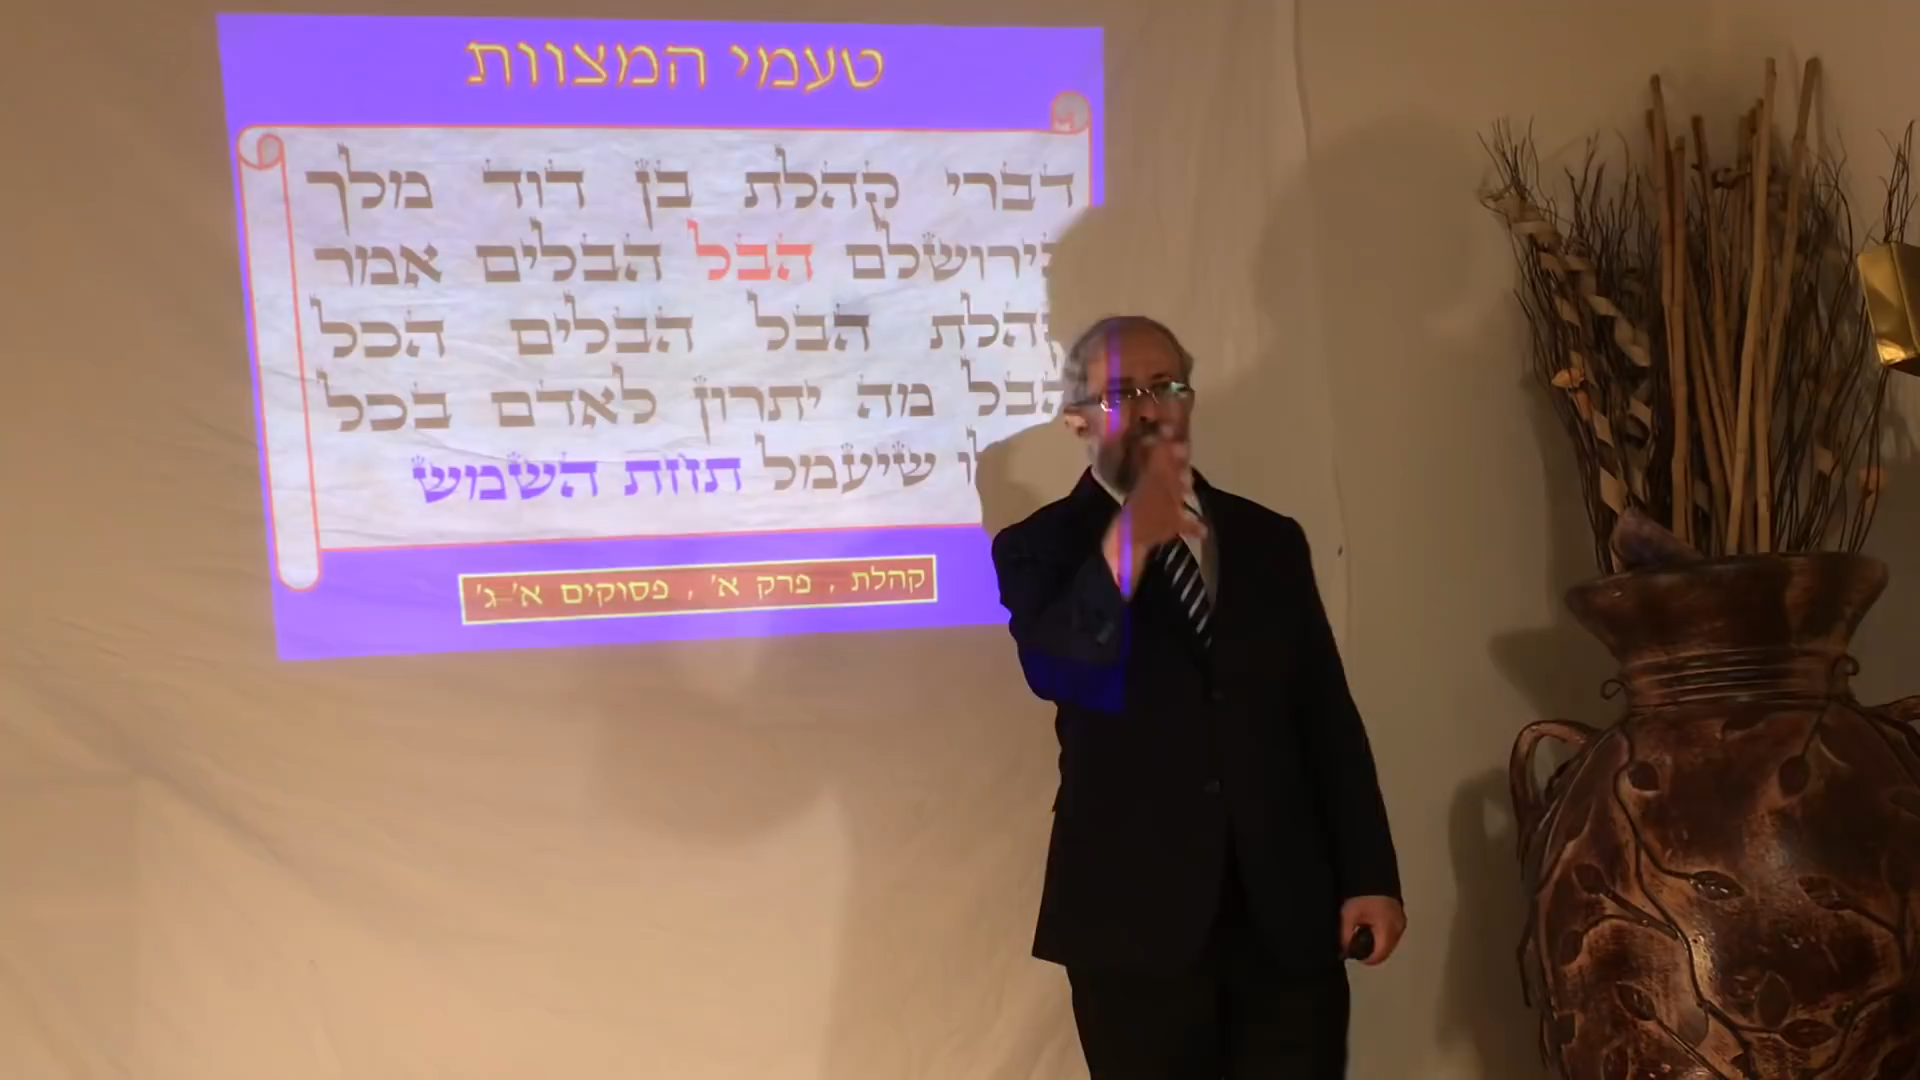 טעמי המצוות
דברי קהלת בן דוד מלך
בירושלם הבל הבלים אמר
קהלת הבל הבלים הכל
הבל מה יתרון לאדם בכל
שיעמל תחת השמש
קהלת , פרק א' , פסוקים א'-ג'